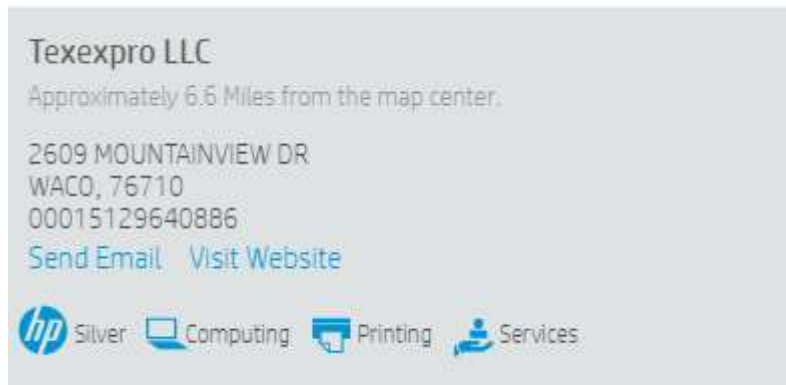 Texexpro LLC
Approximately 6.6 Miles from the map center.
2609 MOUNTAINVIEW DR
WACO, 76710
00015129640886
Send Email Visit Website
hp Silver Computing Printing Services